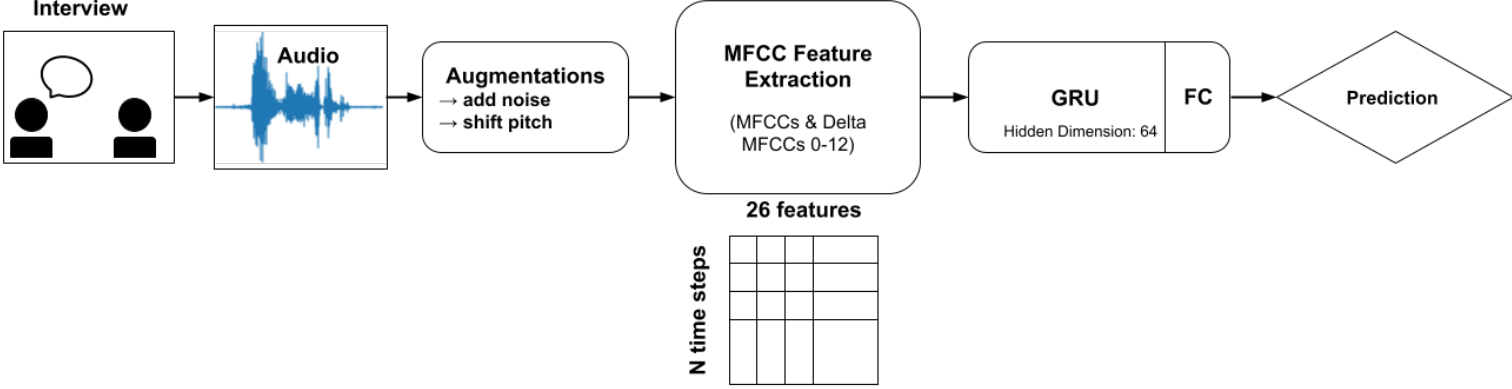 Interview
Audio
Augmentations
→ add noise
→ shift pitch
MFCC Feature
Extraction
(MFCCs & Delta
MFCCs 0-12)
GRU
Hidden Dimension: 64
FC
Prediction
26 features
N time steps